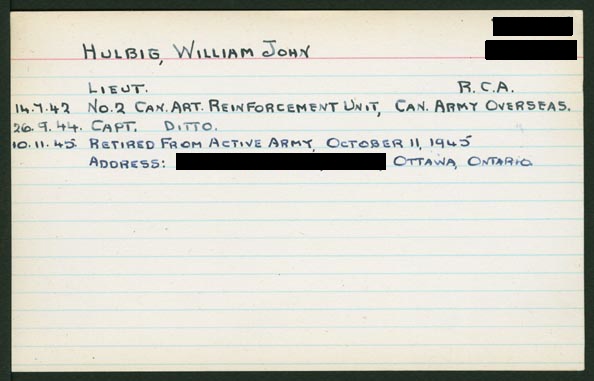 HULBIG, WILLIAM JOHN
LIEUT. R.C.A.
14.7.42 NO.2 CAN. ART. REINFORCEMENT UNIT, CAN. ARMY OVERSEAS.
26.9.44. CAPT. DITTO.
10.11.45 RETIRED FROM ACTIVE ARMY, OCTOBER 11, 1945
ADDRESS: OTTAWA, ONTARIO